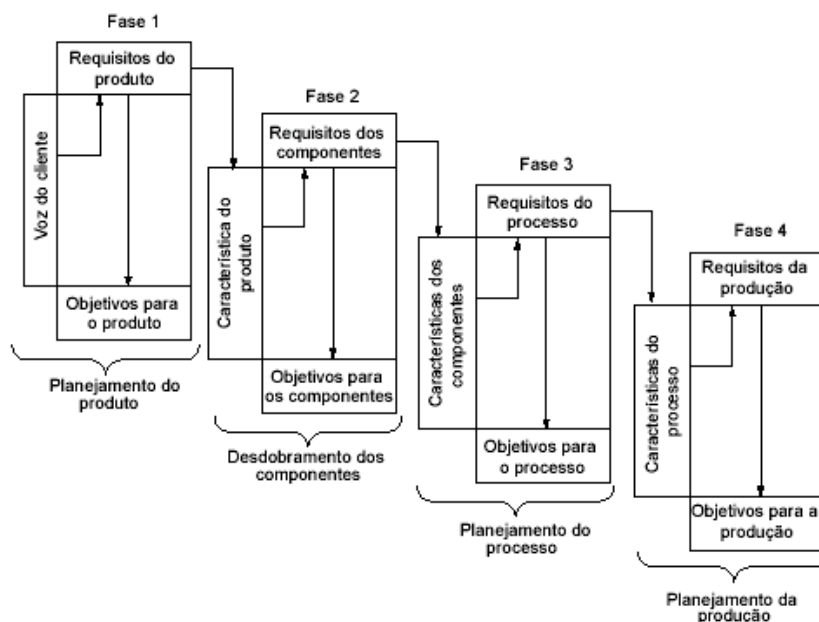 Fase 1
Requisitos do
produto
Voz do cliente
Objetivos para
o produto
Planejamento do
produto
Fase 2
Requisitos dos
componentes
Característica do
produto
Objetivos para
os componentes
Desdobramento dos
componentes
Fase 3
Requisitos do
processo
Características dos
componentes
Objetivos para
o processo
Planejamento do
processo
Fase 4
Requisitos da
produção
Características do
processo
Objetivos para a
produção
Planejamento da
produção